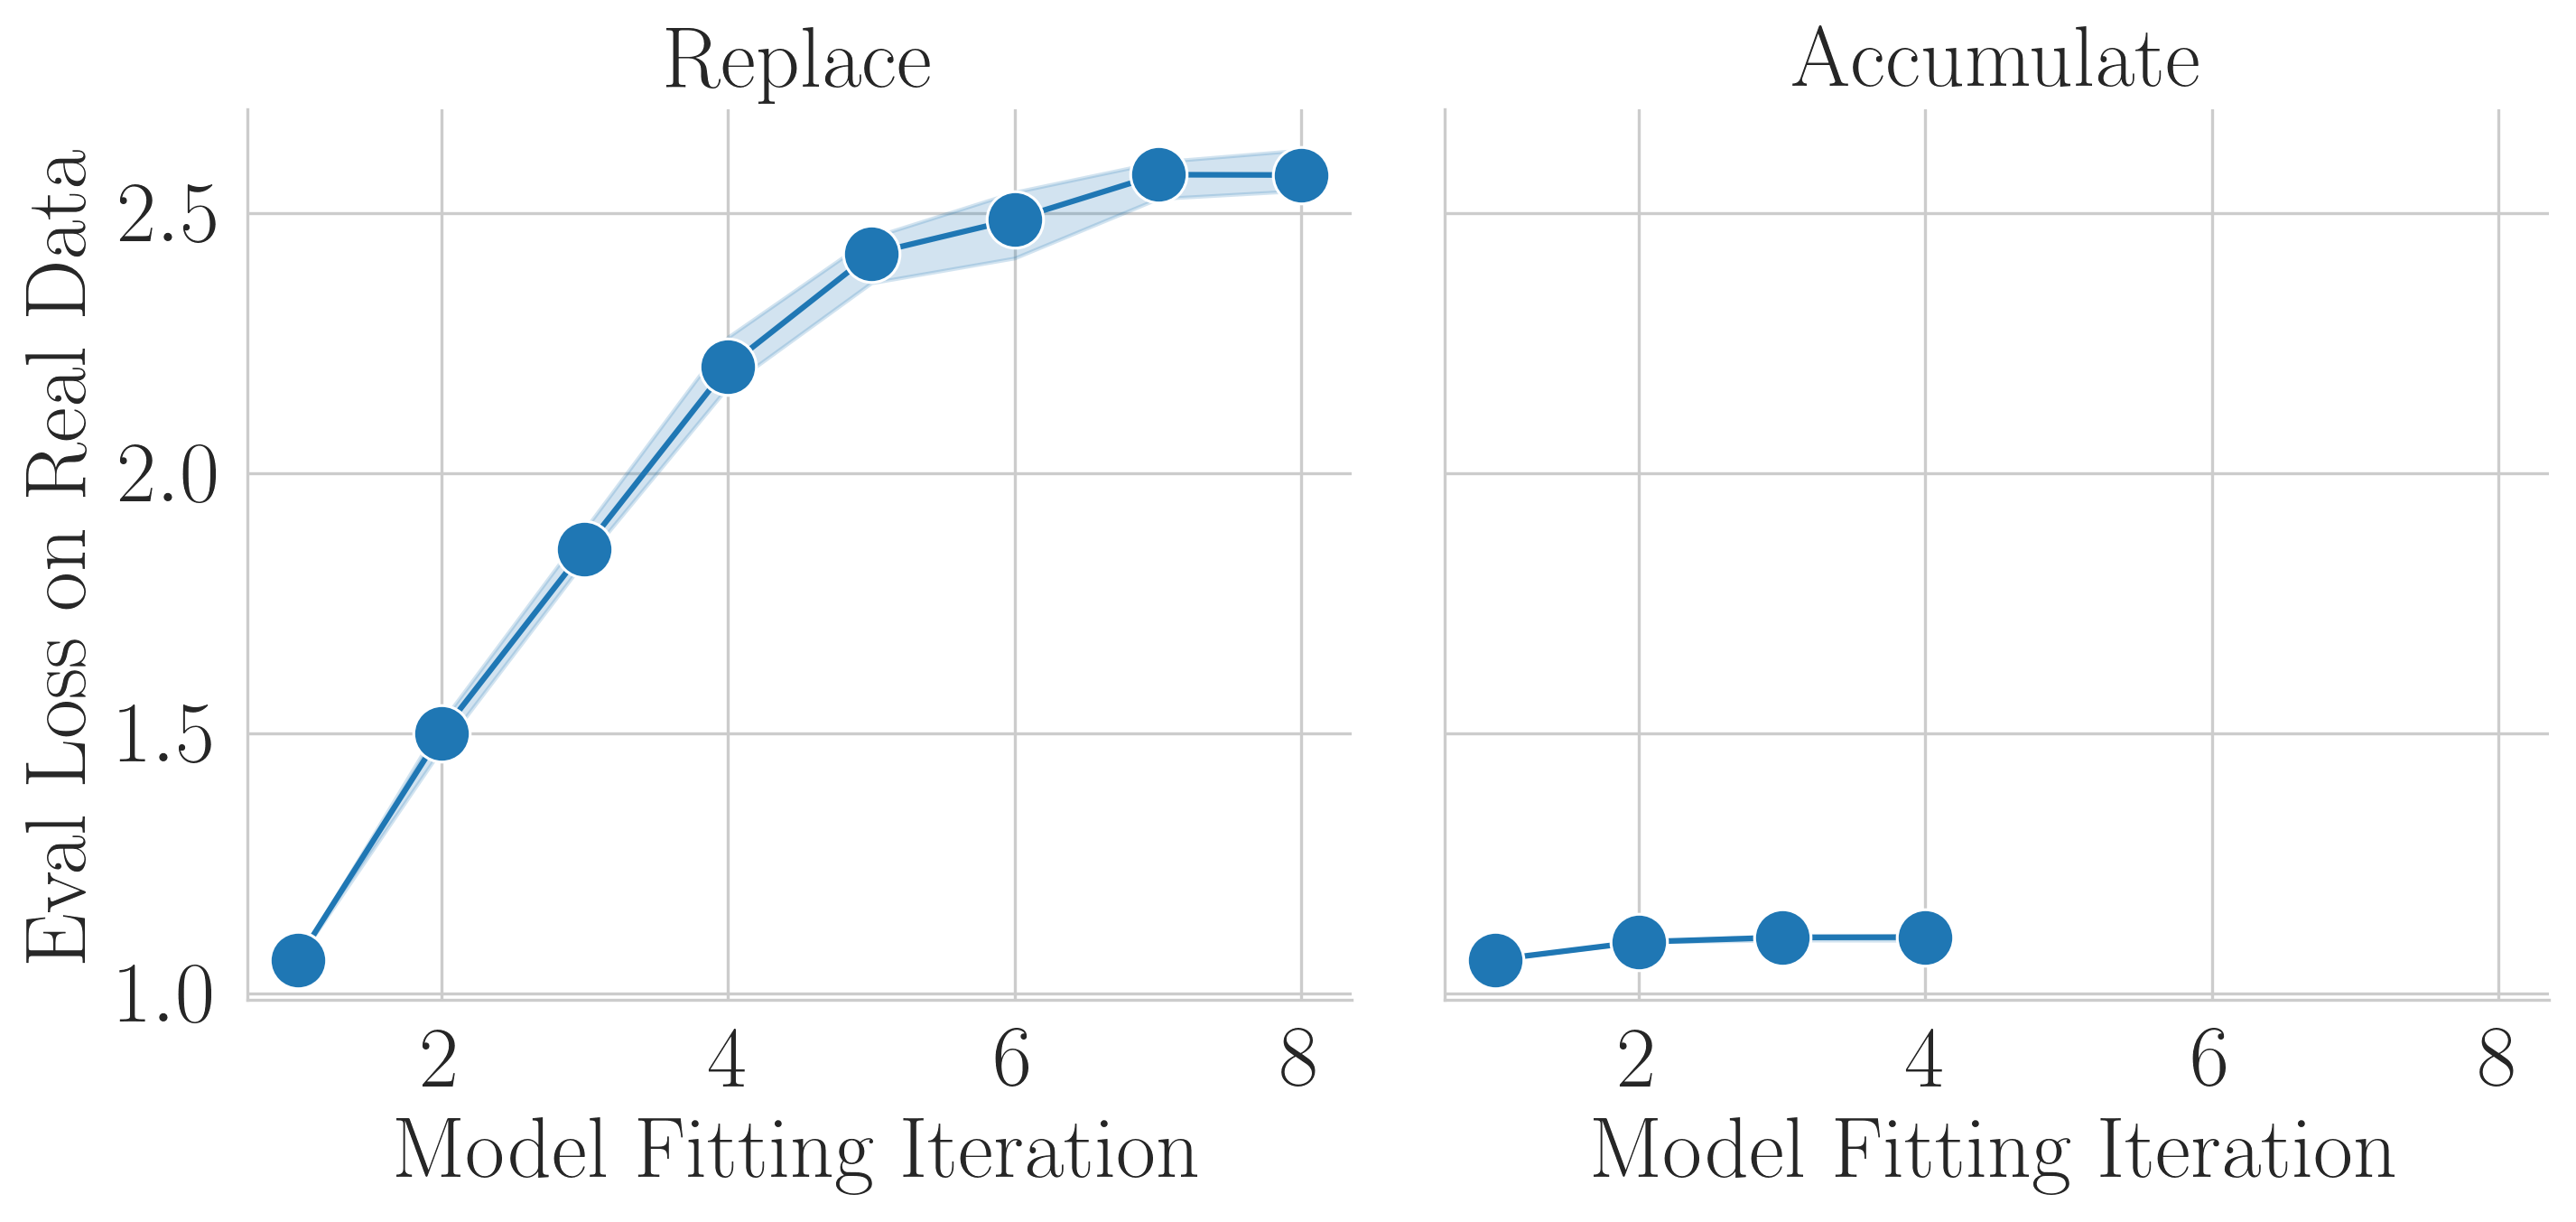 Replace
Accumulate
Eval Loss on Real Data
2.5
2.0
1.5
1.0
2 4 6 8
2 4 6 8
Model Fitting Iteration
Model Fitting Iteration